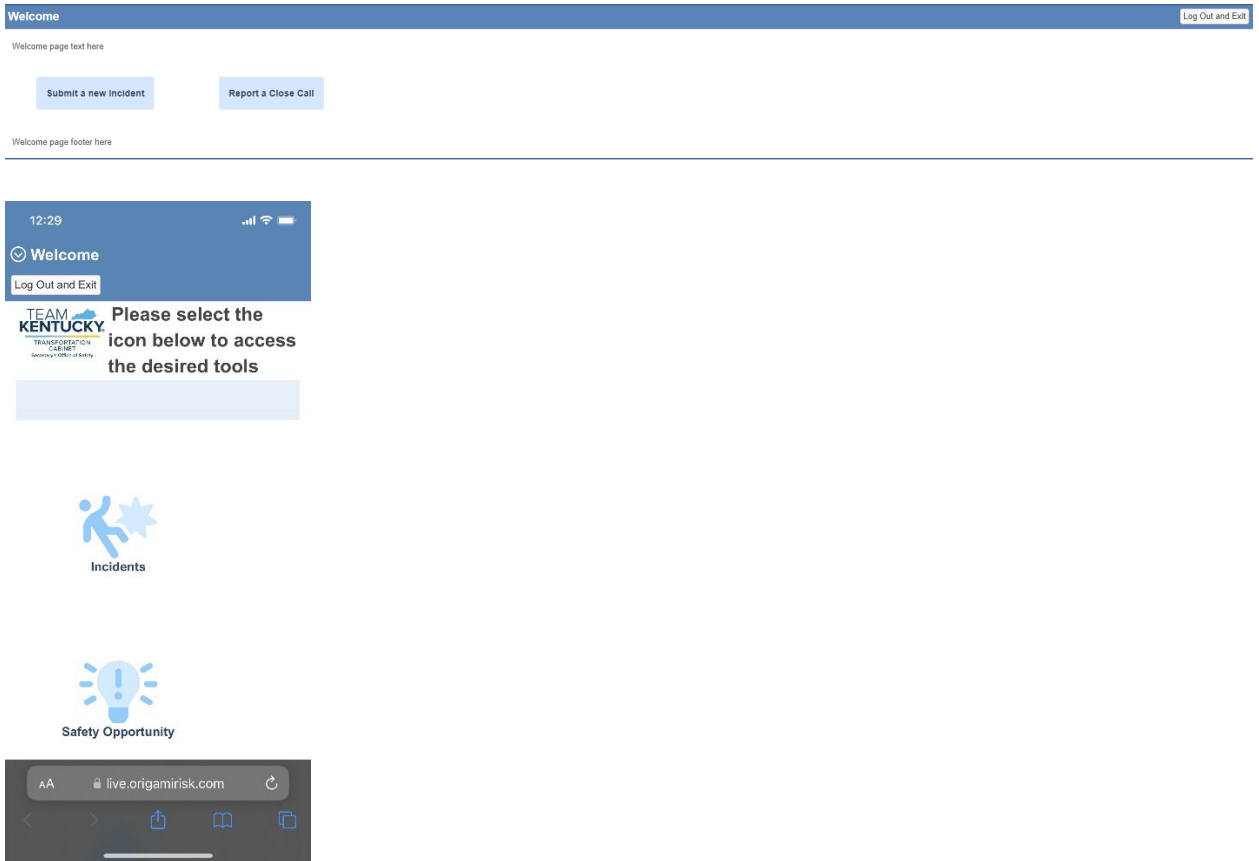 Welcome
Log Out and Exit
Welcome page text here
Submit a new Incident
Report a Close Call
Welcome page footer here
12:29
Welcome
Log Out and Exit
TEAM
KENTUCKY
TRANSPORTATION
CABINET
Secretary's Office of Safety
Please select the
icon below to access
the desired tools
Incidents
Safety Opportunity
AA
live.origamirisk.com